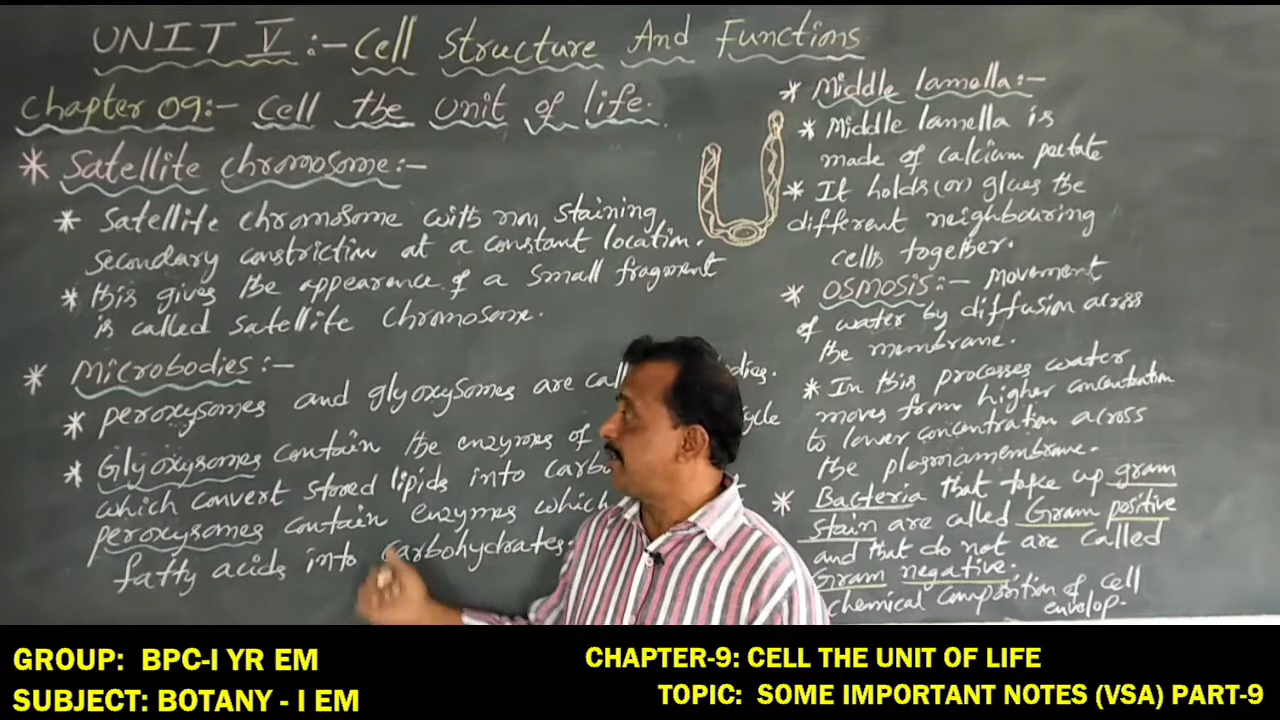 UNIT V :- Cell Structure And Functions
Chapter 09:- Cell the Unit of life.
* Satellite chromosome:-
* Satellite chromosome with non staining
secondary constriction at a constant location.
* this gives the appearence of a small fragment
is called Satellite Chromosome.
* Microbodies:-
* peroxysomes and glyoxysomes are
* Glyoxysomes contain the enzymes of
which convert stored lipids into
peroxysomes contain enzymes which
fatty acids into carbohydrates.
* Middle lamella:-
* Middle lamella is
made of calcium pectate
* It holds (or) glues the
different neighbouring
cells together.
* OSMOSIS:- Movement
of water by diffusion across
the membrane.
* In this processes water
moves from higher concentration
to lower concentration across
the plasmamembrane.
* Bacteria that take up gram
stain are called Gram positive
and that do not are called
Gram negative.
chemical composition of cell
envelop.
GROUP: BPC-I YR EM
SUBJECT: BOTANY - I EM
CHAPTER-9: CELL THE UNIT OF LIFE
TOPIC: SOME IMPORTANT NOTES (VSA) PART-9